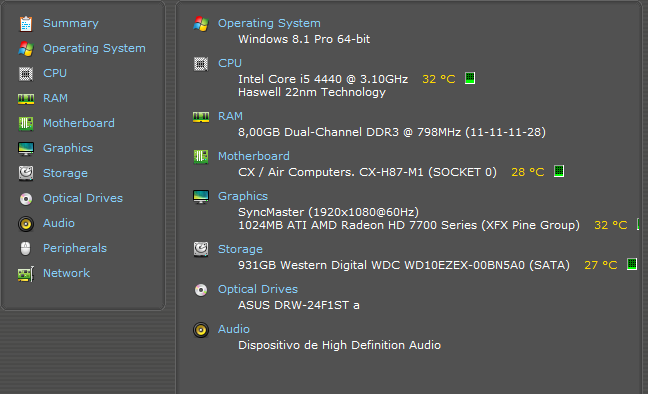 Summary
Operating System
CPU
RAM
Motherboard
Graphics
Storage
Optical Drives
Audio
Peripherals
Network
Operating System
Windows 8.1 Pro 64-bit
CPU
Intel Core i5 4440 @ 3.10GHz 32 °C
Haswell 22nm Technology
RAM
8,00GB Dual-Channel DDR3 @ 798MHz (11-11-11-28)
Motherboard
CX / Air Computers. CX-H87-M1 (SOCKET 0) 28 °C
Graphics
SyncMaster (1920x1080@60Hz)
1024MB ATI AMD Radeon HD 7700 Series (XFX Pine Group) 32 °C
Storage
931GB Western Digital WDC WD10EZEX-00BN5A0 (SATA) 27 °C
Optical Drives
ASUS DRW-24F1ST a
Audio
Dispositivo de High Definition Audio